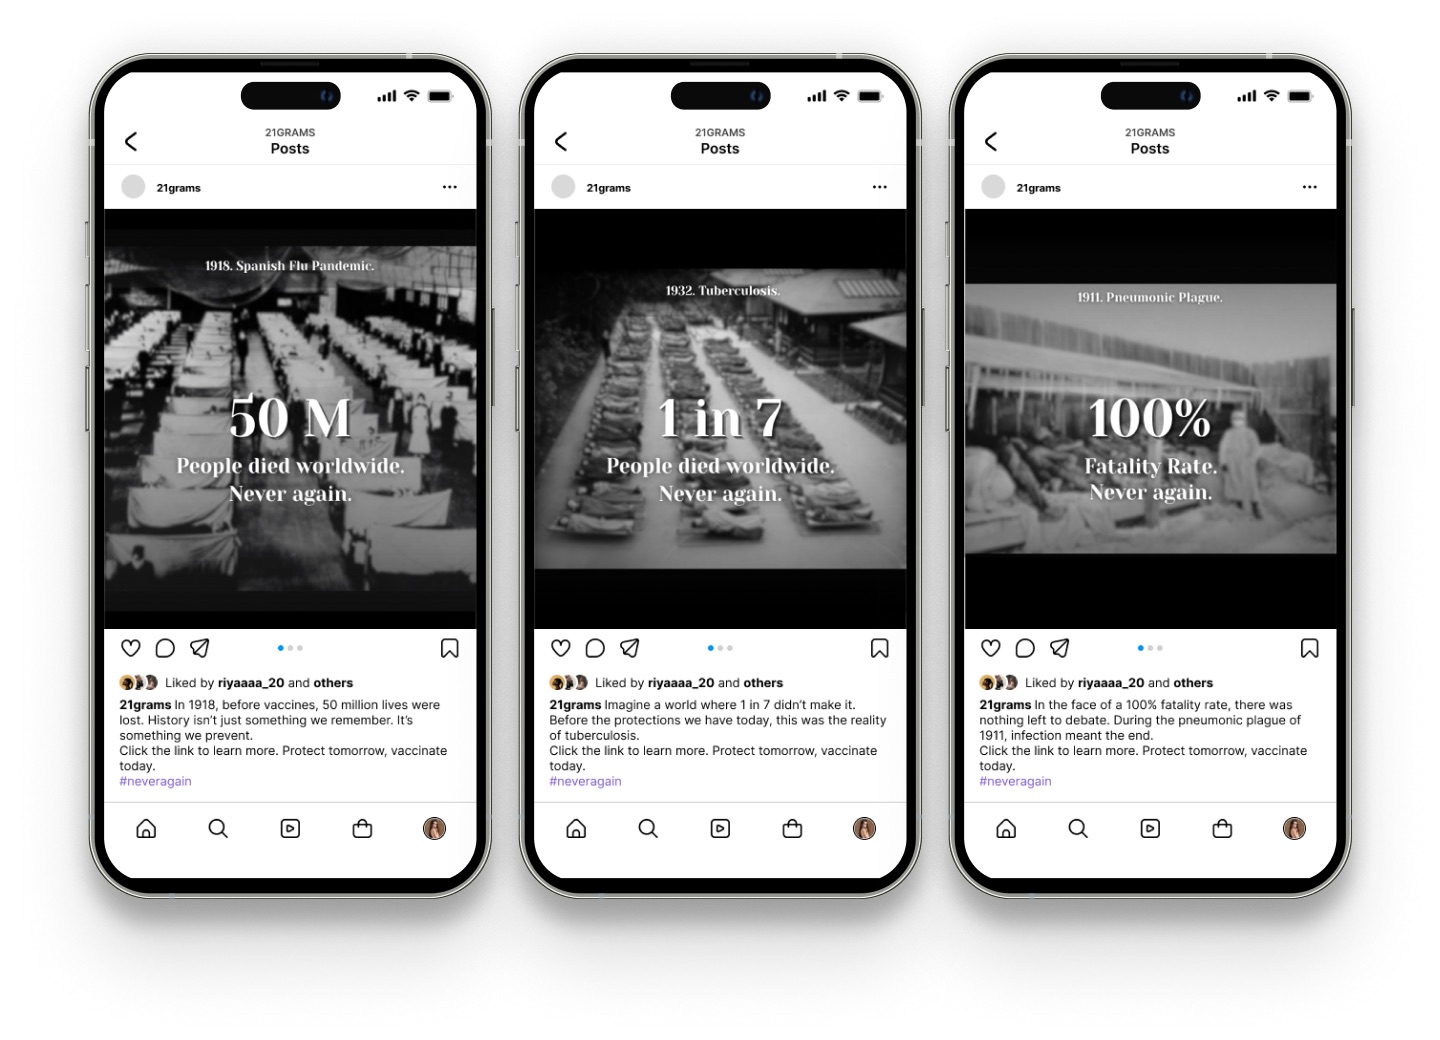 21GRAMS
Posts
21grams
1918. Spanish Flu Pandemic.
50 M
People died worldwide.
Never again.
Liked by riyaaaa_20 and others
21grams In 1918, before vaccines, 50 million lives were
lost. History isn’t just something we remember. It’s
something we prevent.
Click the link to learn more. Protect tomorrow, vaccinate
today.
#neveragain
21GRAMS
Posts
21grams
1932. Tuberculosis.
1 in 7
People died worldwide.
Never again.
Liked by riyaaaa_20 and others
21grams Imagine a world where 1 in 7 didn’t make it.
Before the protections we have today, this was the reality
of tuberculosis.
Click the link to learn more. Protect tomorrow, vaccinate
today.
#neveragain
21GRAMS
Posts
21grams
1911. Pneumonic Plague.
100%
Fatality Rate.
Never again.
Liked by riyaaaa_20 and others
21grams In the face of a 100% fatality rate, there was
nothing left to debate. During the pneumonic plague of
1911, infection meant the end.
Click the link to learn more. Protect tomorrow, vaccinate
today.
#neveragain